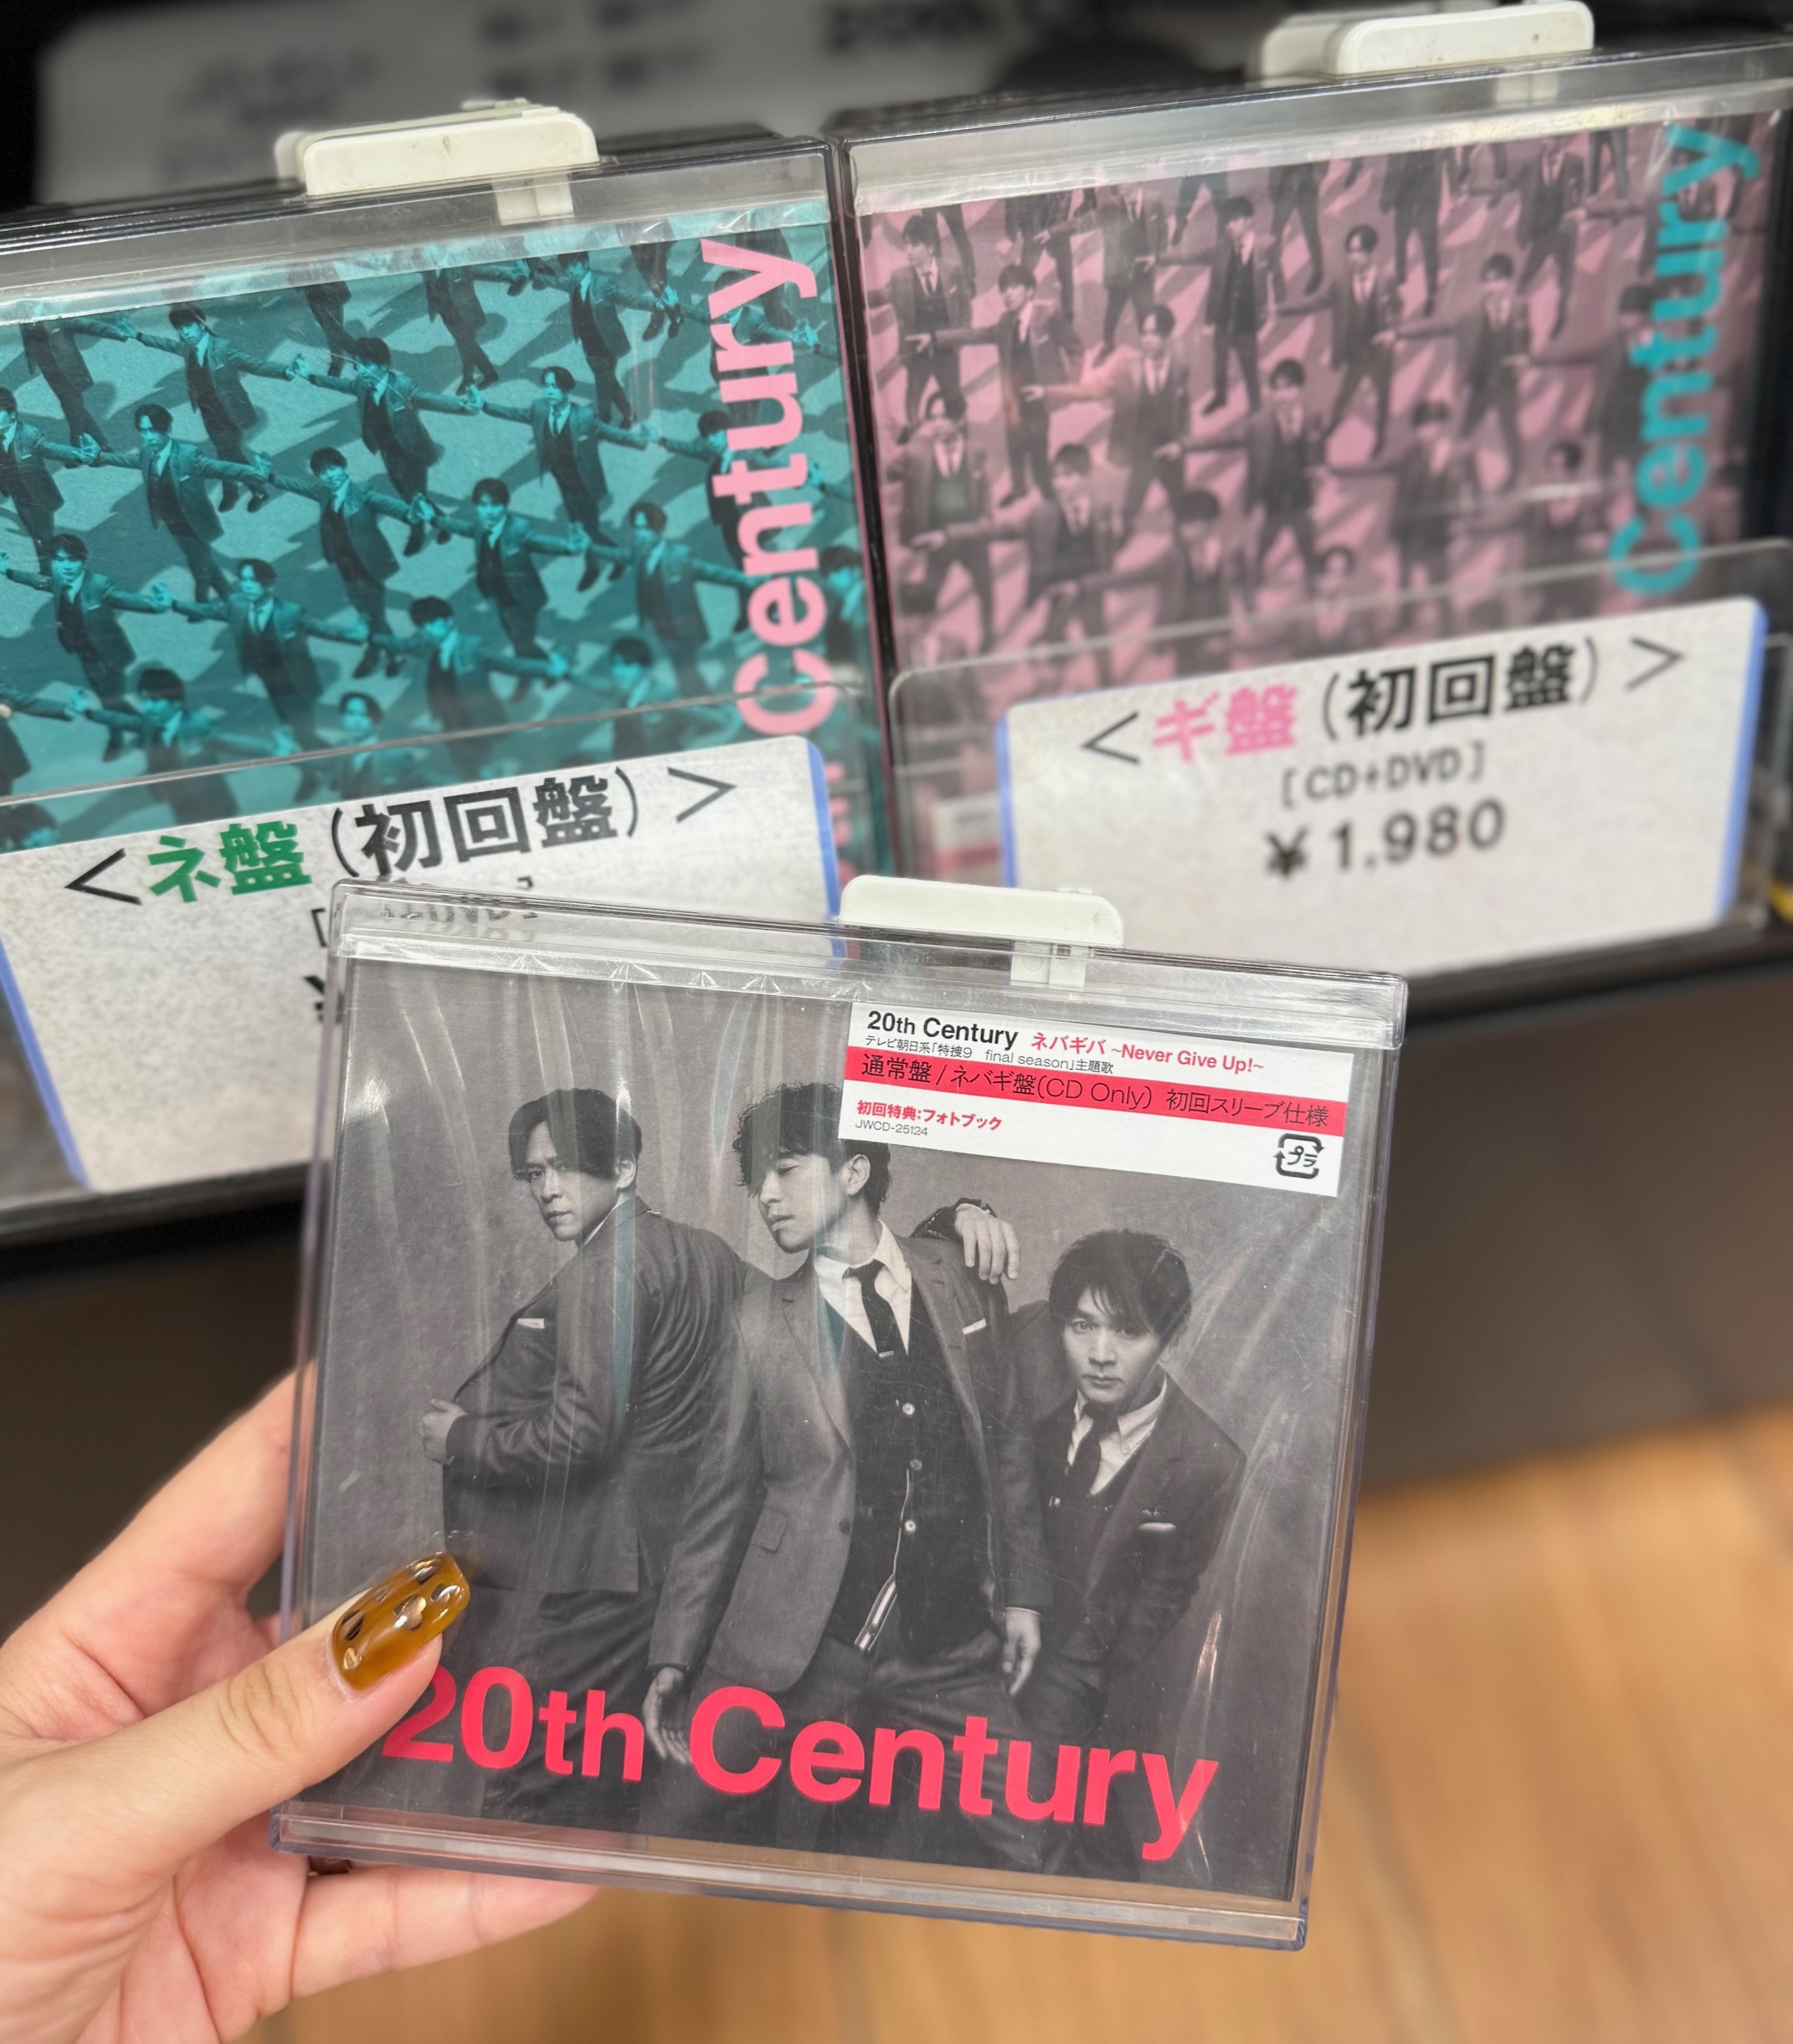 Century
Century
<ネ盤(初回盤)>
<ギ盤(初回盤)>
[CD+DVD]
¥1,980
20th Century ネバギバ ~Never Give Up!~
テレビ朝日系「特捜9 final season」主題歌
通常盤/ネバギ盤(CD Only) 初回スリーブ仕様
初回特典:フォトブック
JWCD-25124
プラ
20th Century